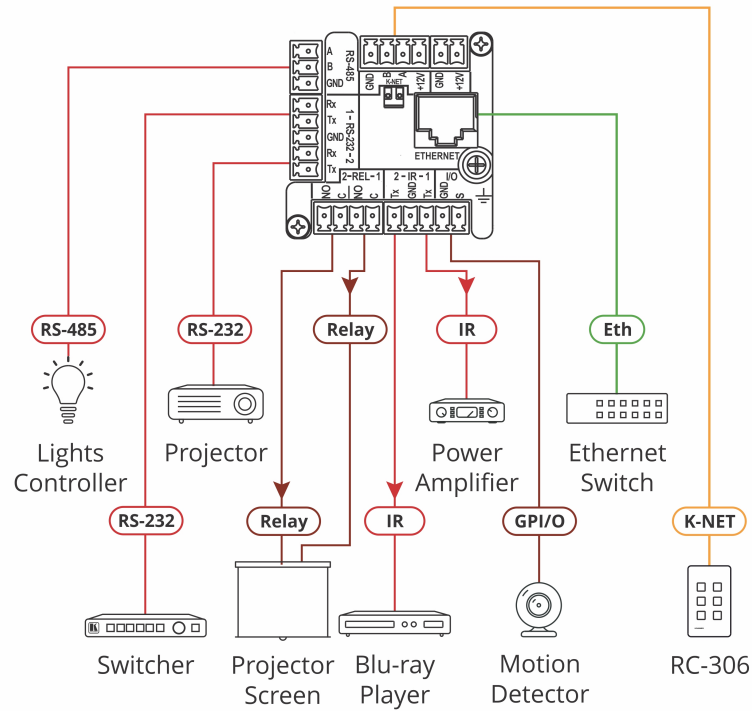 A
B
GND
RS-485
Rx
Tx
GND
Rx
Tx
1-RS-232-2
GND
B
A
+12V
GND
+12V
K-NET
ETHERNET
2-REL-1
2-IR-1
I/O
NO
C
NO
C
Tx
GND
Tx
GND
S
RS-485
RS-232
Relay
IR
Eth
Lights
Controller
Projector
Power
Amplifier
Ethernet
Switch
RS-232
Relay
IR
GPI/O
K-NET
Switcher
Projector
Screen
Blu-ray
Player
Motion
Detector
RC-306